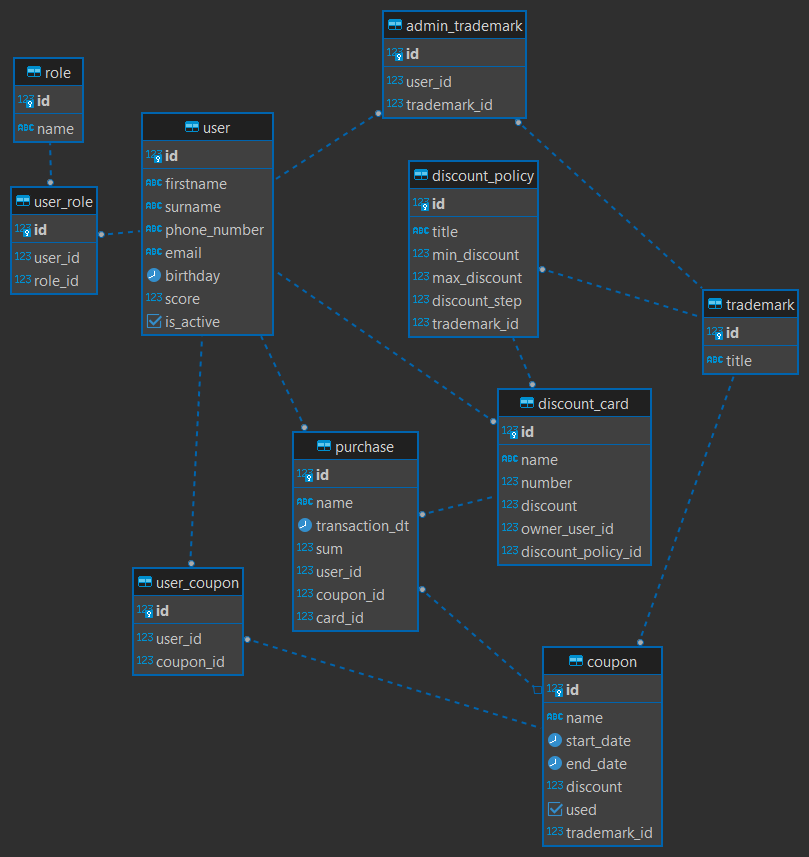 admin_trademark
123 id
123 user_id
123 trademark_id
role
123 id
ABC name
user
123 id
ABC firstname
ABC surname
ABC phone_number
ABC email
birthday
123 score
is_active
discount_policy
123 id
ABC title
123 min_discount
123 max_discount
123 discount_step
123 trademark_id
user_role
123 id
123 user_id
123 role_id
trademark
123 id
ABC title
discount_card
123 id
ABC name
123 number
123 discount
123 owner_user_id
123 discount_policy_id
purchase
123 id
ABC name
transaction_dt
123 sum
123 user_id
123 coupon_id
123 card_id
user_coupon
123 id
123 user_id
123 coupon_id
coupon
123 id
ABC name
start_date
end_date
123 discount
used
123 trademark_id